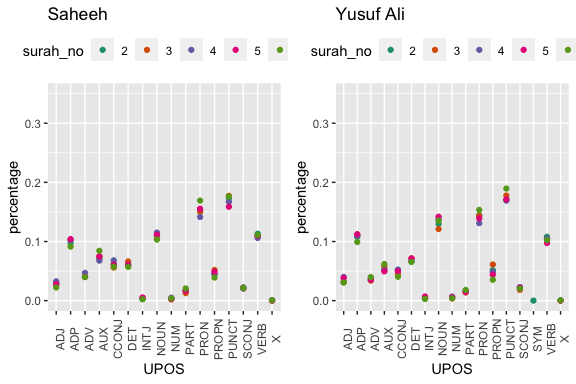 Saheeh
surah_no 2 3 4 5
percentage
0.3
0.2
0.1
0.0
ADJ ADP ADV AUX CCONJ DET INTJ NOUN NUM PART PRON PROPN PUNCT SCONJ VERB X
UPOS
Yusuf Ali
surah_no 2 3 4 5
percentage
0.3
0.2
0.1
0.0
ADJ ADP ADV AUX CCONJ DET INTJ NOUN NUM PART PRON PROPN PUNCT SCONJ SYM VERB X
UPOS